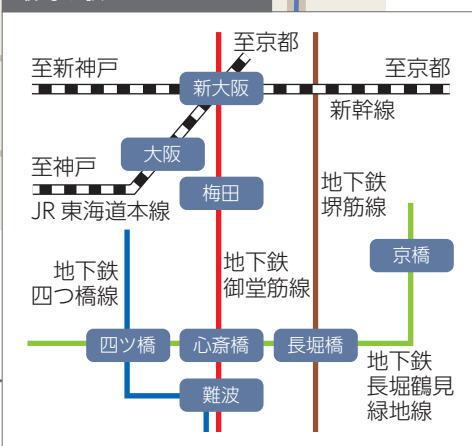 至京都
至新神戸
至京都
新大阪
新幹線
大阪
至神戸
JR 東海道本線
梅田
地下鉄
堺筋線
京橋
地下鉄
四つ橋線
地下鉄
御堂筋線
四ツ橋
心斎橋
長堀橋
地下鉄
長堀鶴見
緑地線
難波